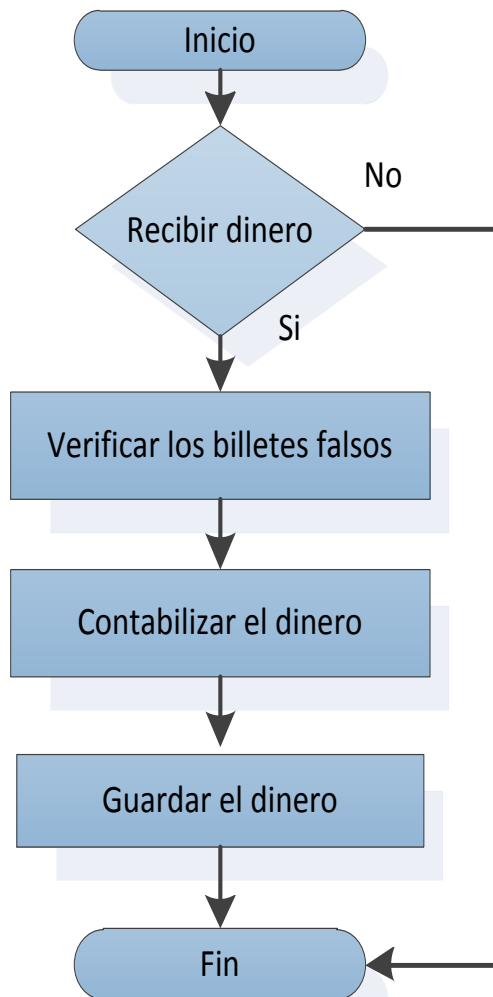 Inicio
No
Recibir dinero
Si
Verificar los billetes falsos
Contabilizar el dinero
Guardar el dinero
Fin